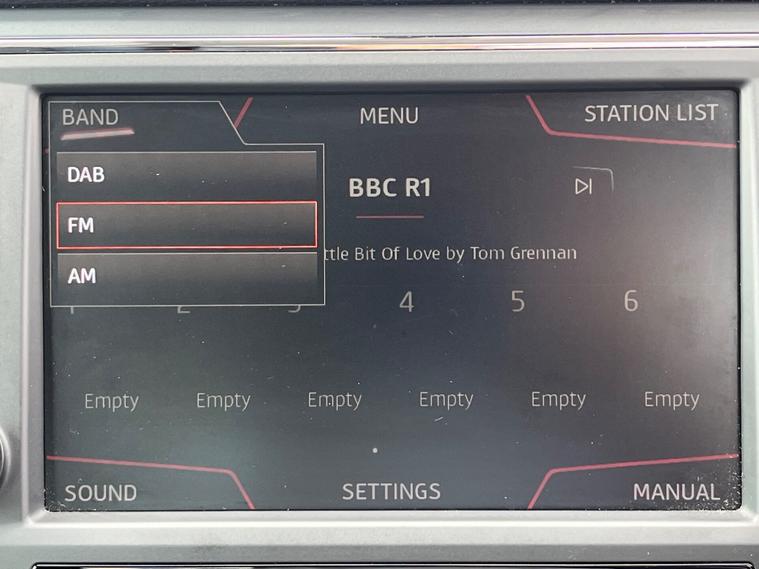 BAND MENU STATION LIST
DAB
BBC R1
FM
ttle Bit Of Love by Tom Grennan
AM
4 5 6
Empty Empty Empty Empty Empty Empty
SOUND SETTINGS MANUAL